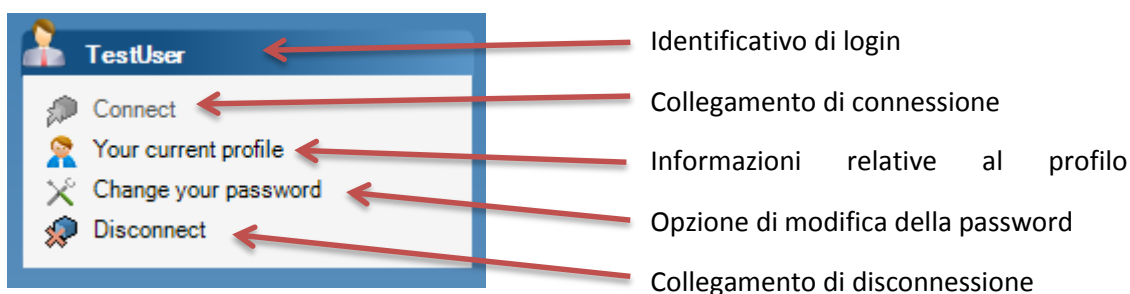 TestUser
Identificativo di login
Connect
Collegamento di connessione
Your current profile
Informazioni relative al profilo
Change your password
Opzione di modifica della password
Disconnect
Collegamento di disconnessione